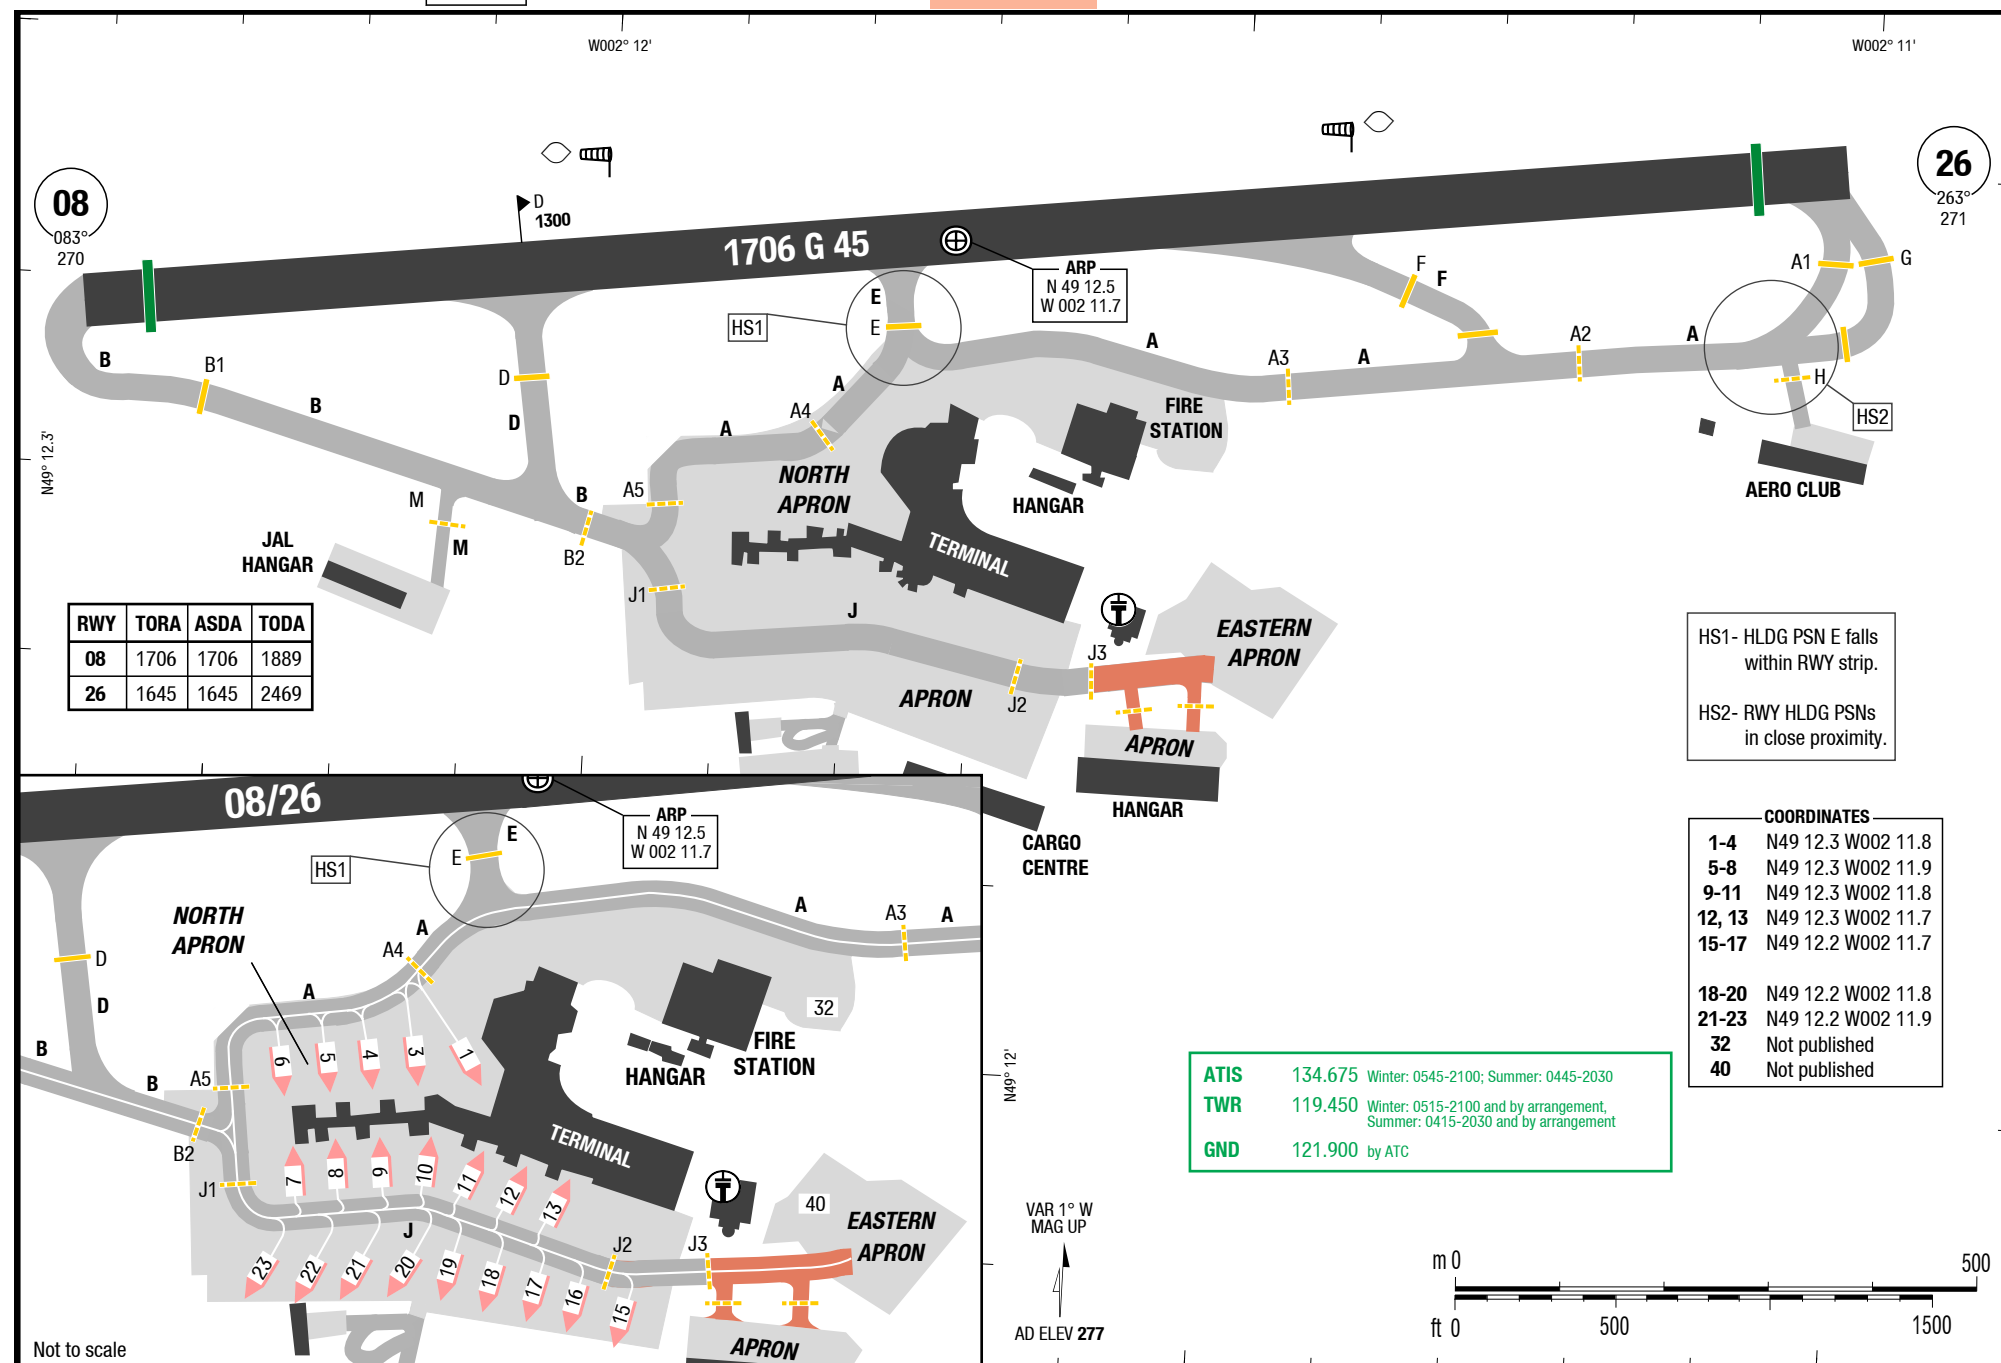 W002° 12'
W002° 11'
08
083°
270
D
1300
1706 G 45
ARP
N 49 12.5
W 002 11.7
26
263°
271
A1
G
F
F
E
E
HS1
A
A3
A
A2
A
H
HS2
B
B1
B
D
D
A
A4
A
FIRE
STATION
N49° 12.3'
NORTH
APRON
HANGAR
AERO CLUB
M
B
A5
JAL
HANGAR
M
B2
TERMINAL
J1
J
RWY TORA ASDA TODA
08 1706 1706 1889
26 1645 1645 2469
EASTERN
APRON
J3
APRON
J2
APRON
HANGAR
CARGO
CENTRE
HS1- HLDG PSN E falls
within RWY strip.
HS2- RWY HLDG PSNs
in close proximity.
COORDINATES
1-4 N49 12.3 W002 11.8
5-8 N49 12.3 W002 11.9
9-11 N49 12.3 W002 11.8
12, 13 N49 12.3 W002 11.7
15-17 N49 12.2 W002 11.7
18-20 N49 12.2 W002 11.8
21-23 N49 12.2 W002 11.9
32 Not published
40 Not published
08/26
ARP
N 49 12.5
W 002 11.7
HS1
E
E
NORTH
APRON
A
A4
A
A3
A
D
D
A
32
FIRE
STATION
HANGAR
B
B
A5
6
5
4
3
1
B2
TERMINAL
J1
7
8
9
10
11
12
13
J
40
EASTERN
APRON
J2
J3
23
22
21
20
19
18
17
16
15
APRON
Not to scale
N49° 12'
ATIS 134.675 Winter: 0545-2100; Summer: 0445-2030
TWR 119.450 Winter: 0515-2100 and by arrangement,
Summer: 0415-2030 and by arrangement
GND 121.900 by ATC
VAR 1° W
MAG UP
AD ELEV 277
m 0 500
ft 0 500 1500